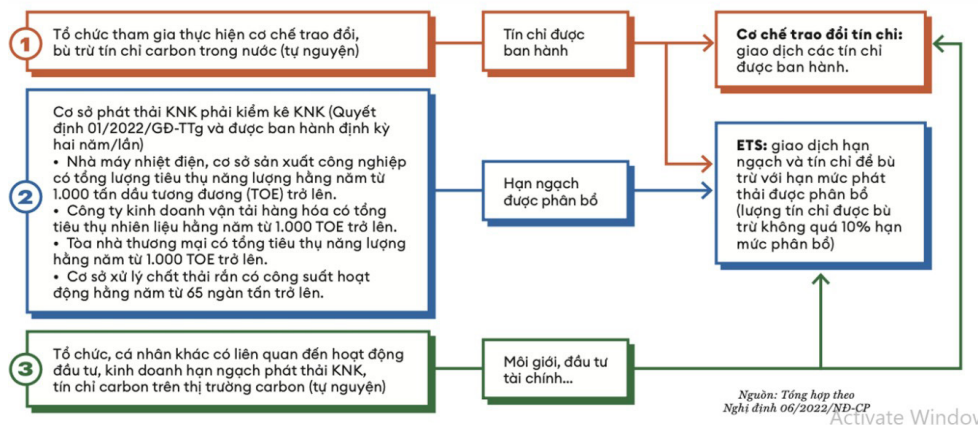 1
Tổ chức tham gia thực hiện cơ chế trao đổi,
bù trừ tín chỉ carbon trong nước (tự nguyện)
Tín chỉ được
ban hành
Cơ chế trao đổi tín chỉ:
giao dịch các tín chỉ
được ban hành.
2
Cơ sở phát thải KNK phải kiểm kê KNK (Quyết
định 01/2022/GĐ-TTg và được ban hành định kỳ
hai năm/lần)
• Nhà máy nhiệt điện, cơ sở sản xuất công nghiệp
có tổng lượng tiêu thụ năng lượng hằng năm từ
1.000 tấn dầu tương đương (TOE) trở lên.
• Công ty kinh doanh vận tải hàng hóa có tổng
tiêu thụ nhiên liệu hằng năm từ 1.000 TOE trở lên.
• Tòa nhà thương mại có tổng tiêu thụ năng lượng
hằng năm từ 1.000 TOE trở lên.
• Cơ sở xử lý chất thải rắn có công suất hoạt
động hằng năm từ 65 ngàn tấn trở lên.
Hạn ngạch
được phân bổ
ETS: giao dịch hạn
ngạch và tín chỉ để bù
trừ với hạn mức phát
thải được phân bổ
(lượng tín chỉ được bù
trừ không quá 10% hạn
mức phân bổ)
3
Tổ chức, cá nhân khác có liên quan đến hoạt động
đầu tư, kinh doanh hạn ngạch phát thải KNK,
tín chỉ carbon trên thị trường carbon (tự nguyện)
Môi giới, đầu tư
tài chính...
Nguồn: Tổng hợp theo
Nghị định 06/2022/NĐ-CP
Activate Window